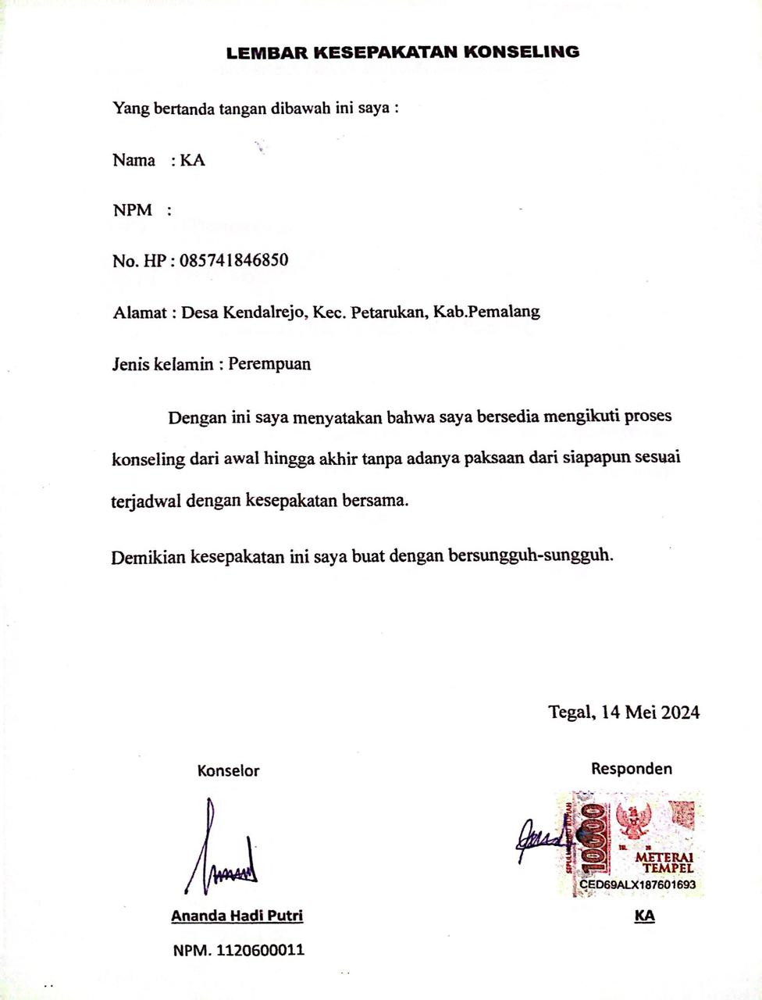 LEMBAR KESEPAKATAN KONSELING
Yang bertanda tangan dibawah ini saya :
Nama : KA
NPM :
No. HP : 085741846850
Alamat : Desa Kendalrejo, Kec. Petarukan, Kab.Pemalang
Jenis kelamin : Perempuan
Dengan ini saya menyatakan bahwa saya bersedia mengikuti proses
konseling dari awal hingga akhir tanpa adanya paksaan dari siapapun sesuai
terjadwal dengan kesepakatan bersama.
Demikian kesepakatan ini saya buat dengan bersungguh-sungguh.
Tegal, 14 Mei 2024
Konselor
Responden
10000
METERAI
TEMPEL
CED69ALX187601693
Ananda Hadi Putri
KA
NPM. 1120600011